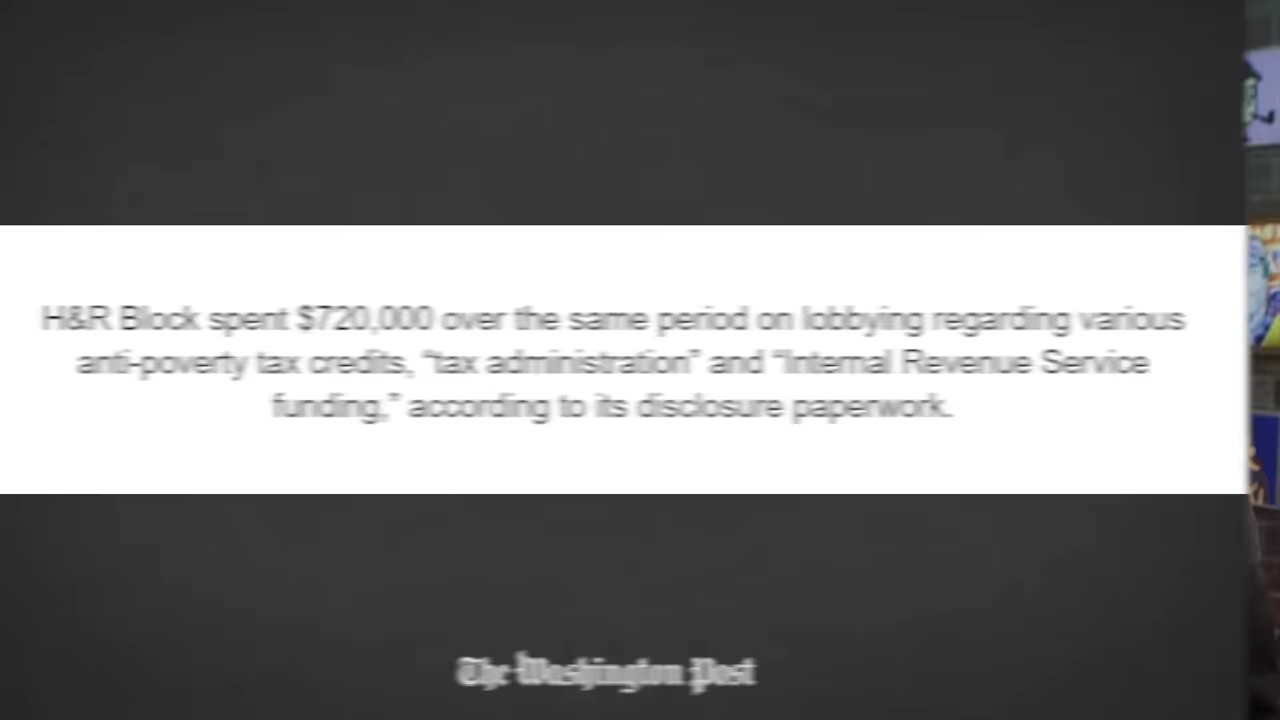 H&R Block spent $720,000 over the same period on lobbying regarding various
anti-poverty tax credits, “tax administration” and “Internal Revenue Service
funding,” according to its disclosure paperwork.
The Washington Post